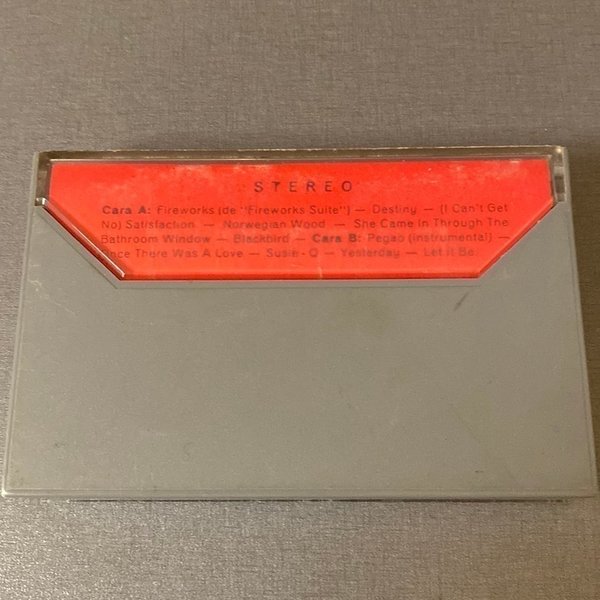 STEREO
Cara A: Fireworks (de "Fireworks Suite") — Destiny — (I Can't Get
No) Satisfaction — Norwegian Wood — She Came In Through The
Bathroom Window — Blackbird — Cara B: Pegao (instrumental) —
Once There Was A Love — Susie - Q — Yesterday — Let It Be.